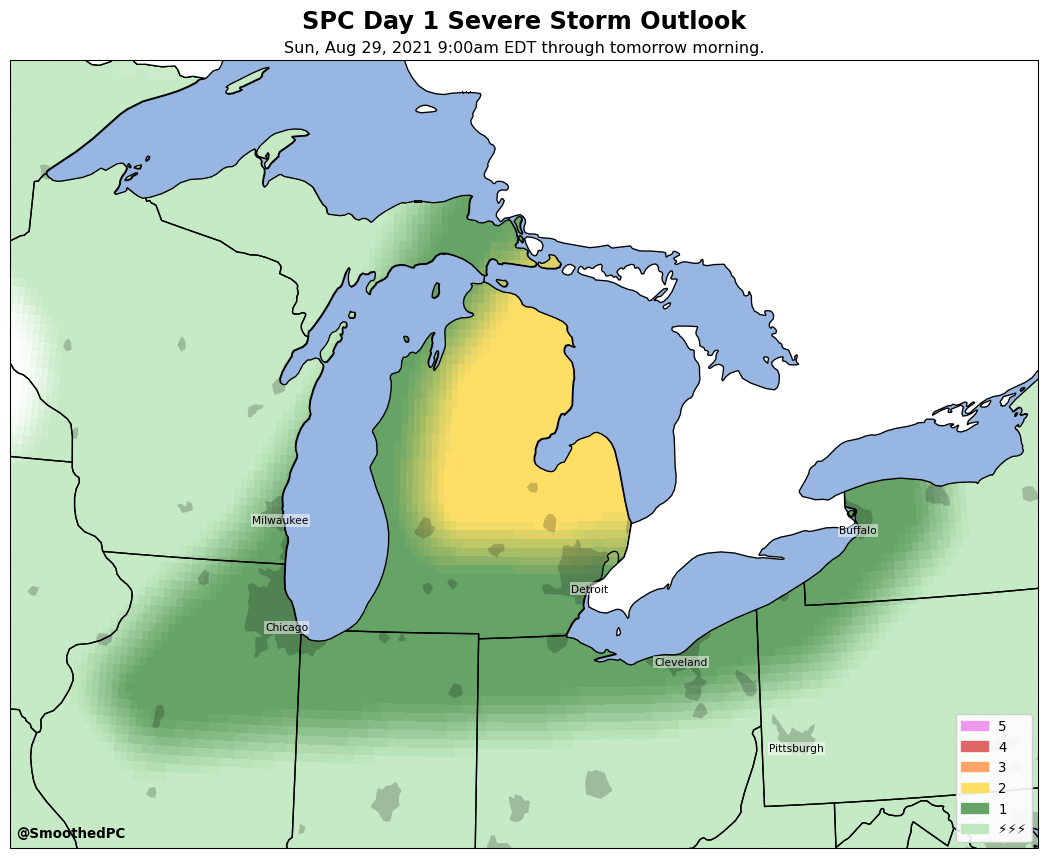 SPC Day 1 Severe Storm Outlook
Sun, Aug 29, 2021 9:00am EDT through tomorrow morning.
Milwaukee
Buffalo
Detroit
Chicago
Cleveland
Pittsburgh
5
4
3
2
1
⚡⚡⚡
@SmoothedPC